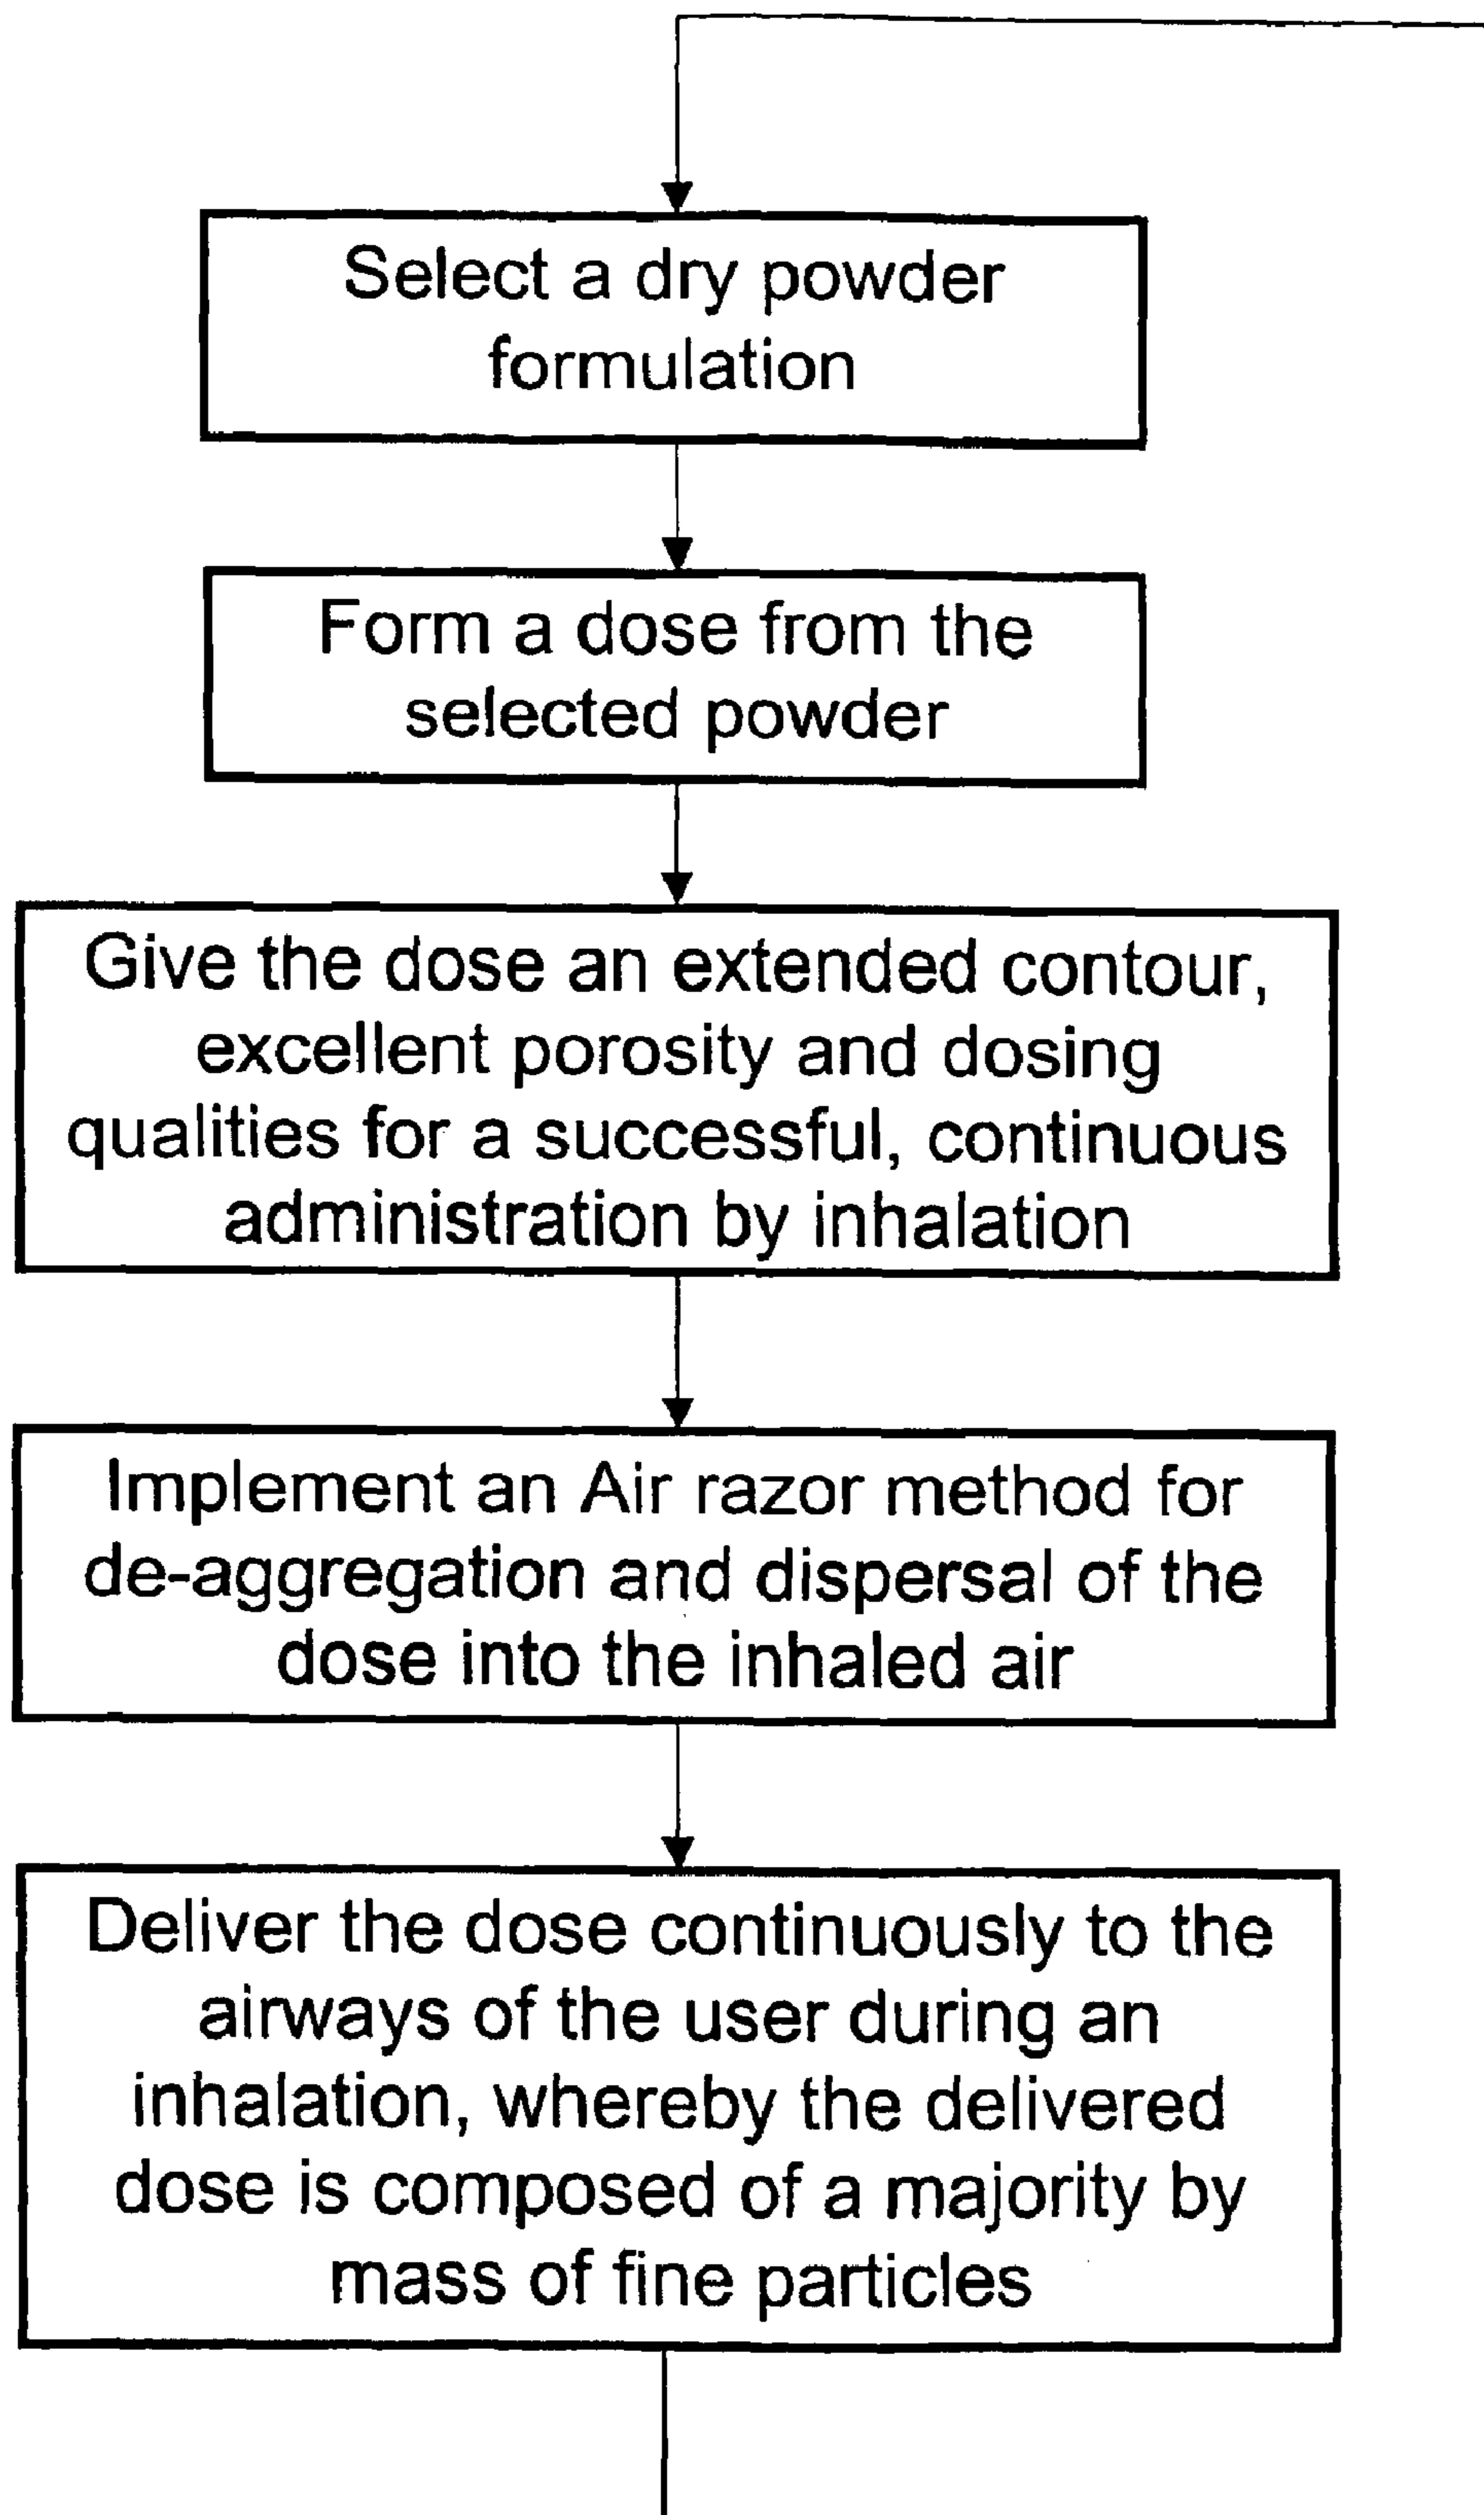 Select a dry powder
formulation
Form a dose from the
selected powder
Give the dose an extended contour,
excellent porosity and dosing
qualities for a successful, continuous
administration by inhalation
Implement an Air razor method for
de-aggregation and dispersal of the
dose into the inhaled air
Deliver the dose continuously to the
airways of the user during an
inhalation, whereby the delivered
dose is composed of a majority by
mass of fine particles